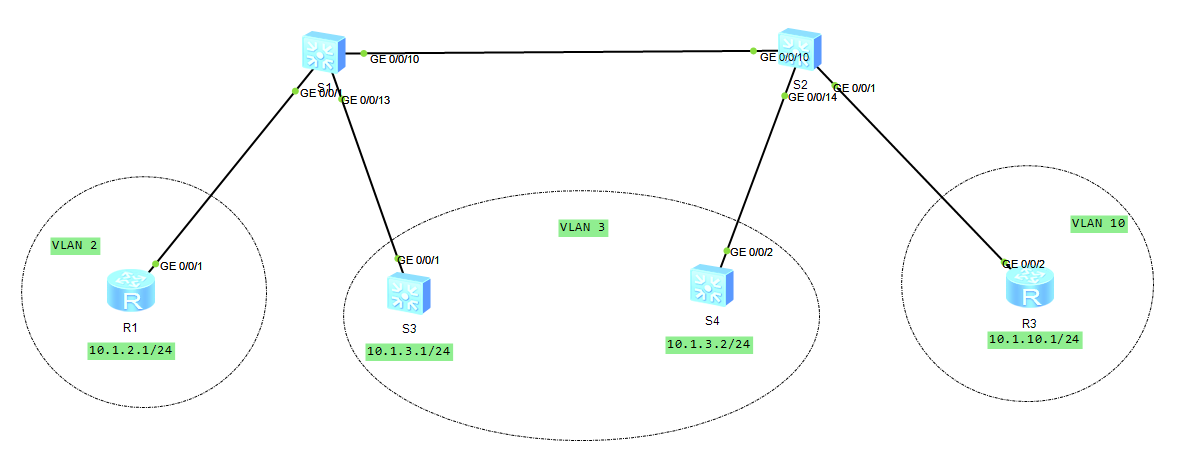 S1
GE 0/0/10
GE 0/0/1
GE 0/0/13
GE 0/0/10
S2
GE 0/0/14
GE 0/0/1
VLAN 2
GE 0/0/1
R
R1
10.1.2.1/24
VLAN 3
GE 0/0/1
S3
10.1.3.1/24
GE 0/0/2
S4
10.1.3.2/24
VLAN 10
GE 0/0/2
R
R3
10.1.10.1/24